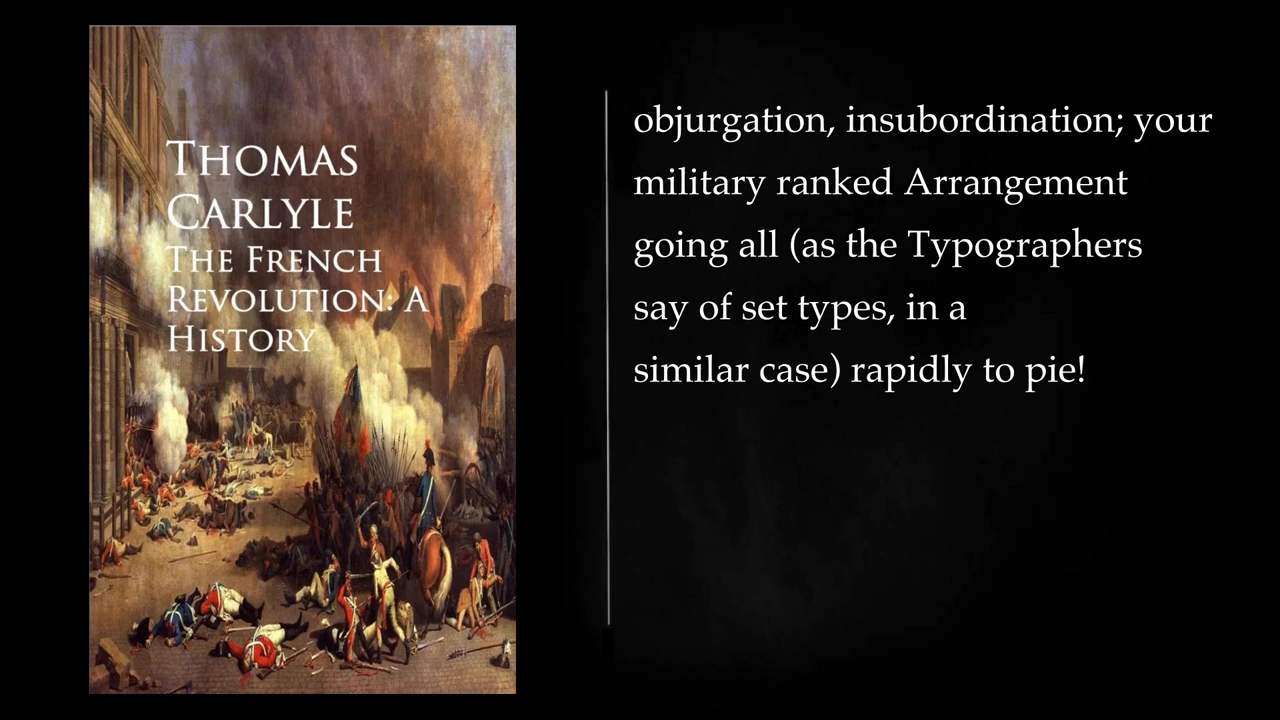 THOMAS
CARLYLE
THE FRENCH
REVOLUTION: A
HISTORY
objurgation, insubordination; your
military ranked Arrangement
going all (as the Typographers
say of set types, in a
similar case) rapidly to pie!